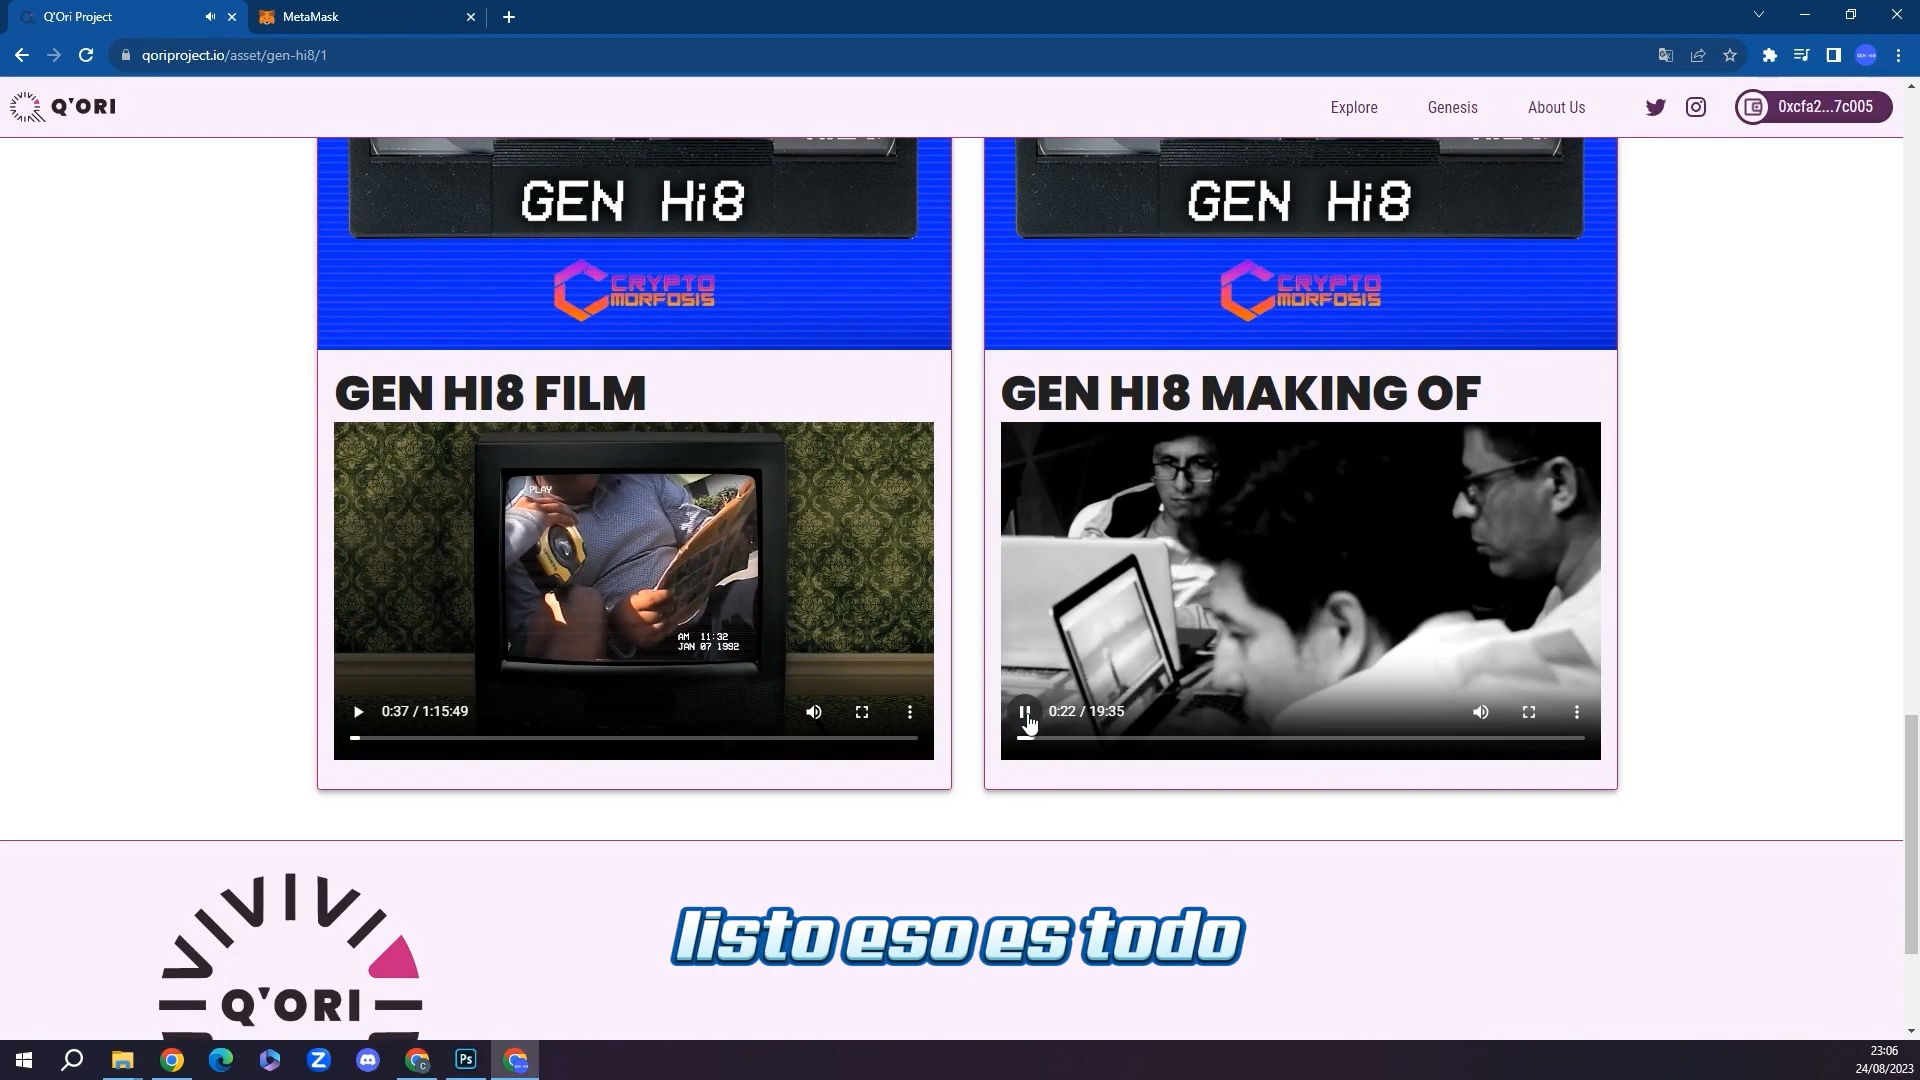 Q'Ori Project
MetaMask
qoriproject.io/asset/gen-hi8/1
Q'ORI
Explore
Genesis
About Us
0xcfa2...7c005
GEN Hi8
GEN Hi8
CRYPTO
MORFOSIS
CRYPTO
MORFOSIS
GEN HI8 FILM
GEN HI8 MAKING OF
PLAY
AM 11:32
JAN 07 1992
0:37 / 1:15:49
0:22 / 19:35
listo eso es todo
Q'ORI
Ps
23:06
24/08/2023